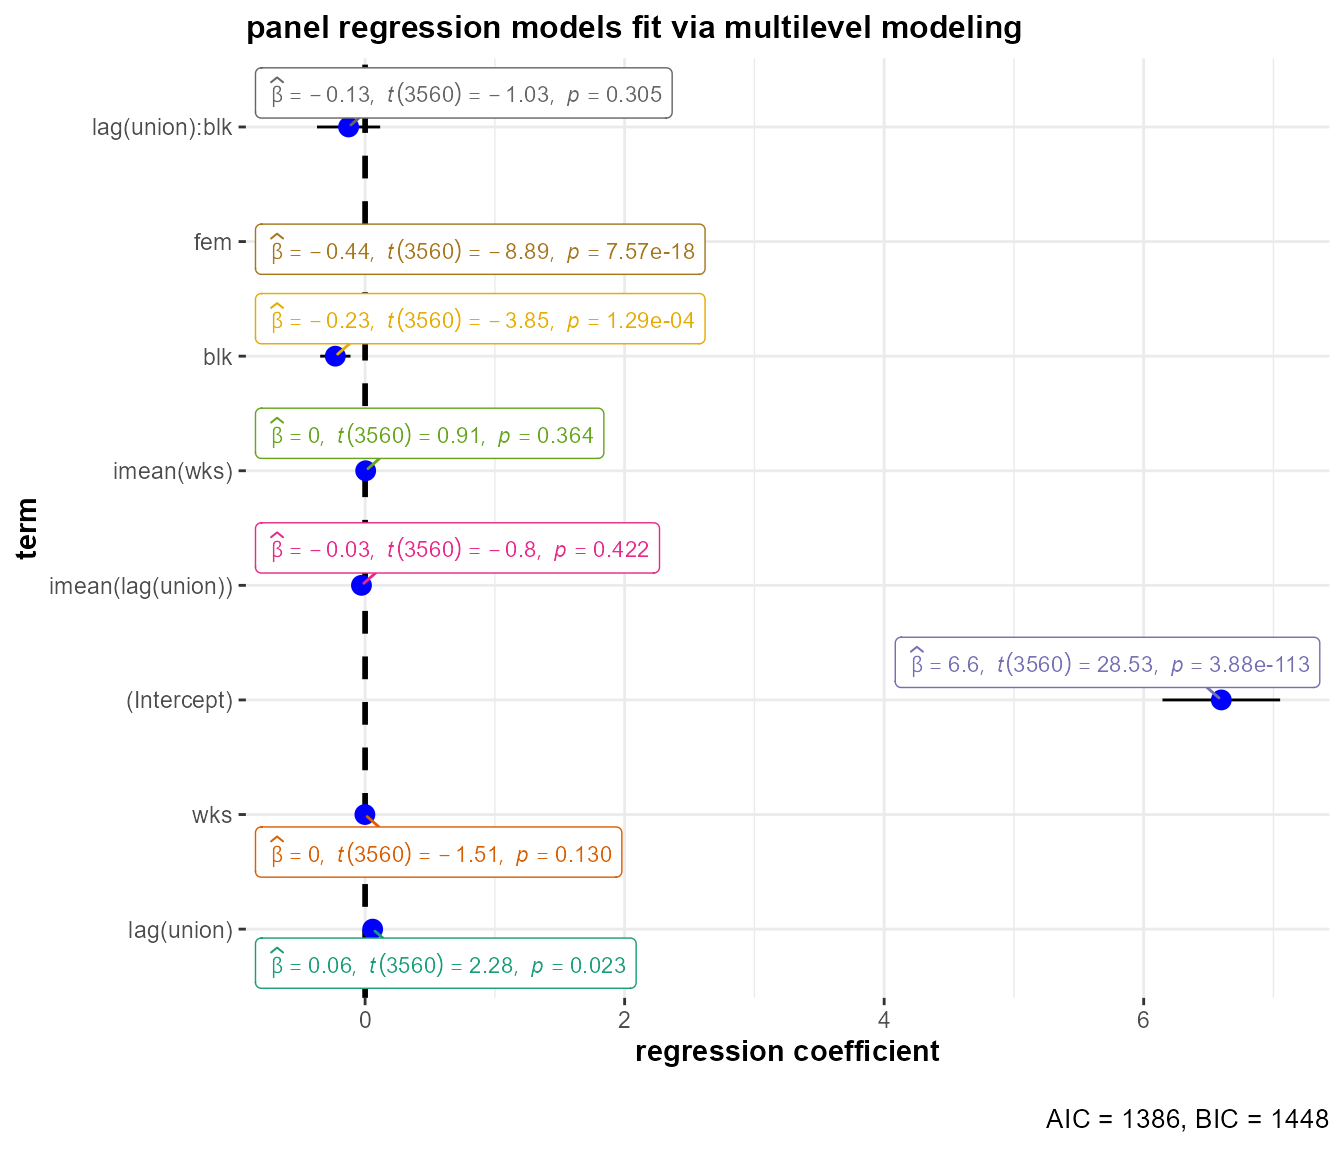 panel regression models fit via multilevel modeling
lag(union):blk
β̂ = − 0.13, t(3560) = − 1.03, p = 0.305
fem
β̂ = − 0.44, t(3560) = − 8.89, p = 7.57e-18
β̂ = − 0.23, t(3560) = − 3.85, p = 1.29e-04
blk
β̂ = 0, t(3560) = 0.91, p = 0.364
imean(wks)
β̂ = − 0.03, t(3560) = − 0.8, p = 0.422
imean(lag(union))
β̂ = 6.6, t(3560) = 28.53, p = 3.88e-113
(Intercept)
wks
β̂ = 0, t(3560) = − 1.51, p = 0.130
lag(union)
β̂ = 0.06, t(3560) = 2.28, p = 0.023
term
0 2 4 6
regression coefficient
AIC = 1386, BIC = 1448